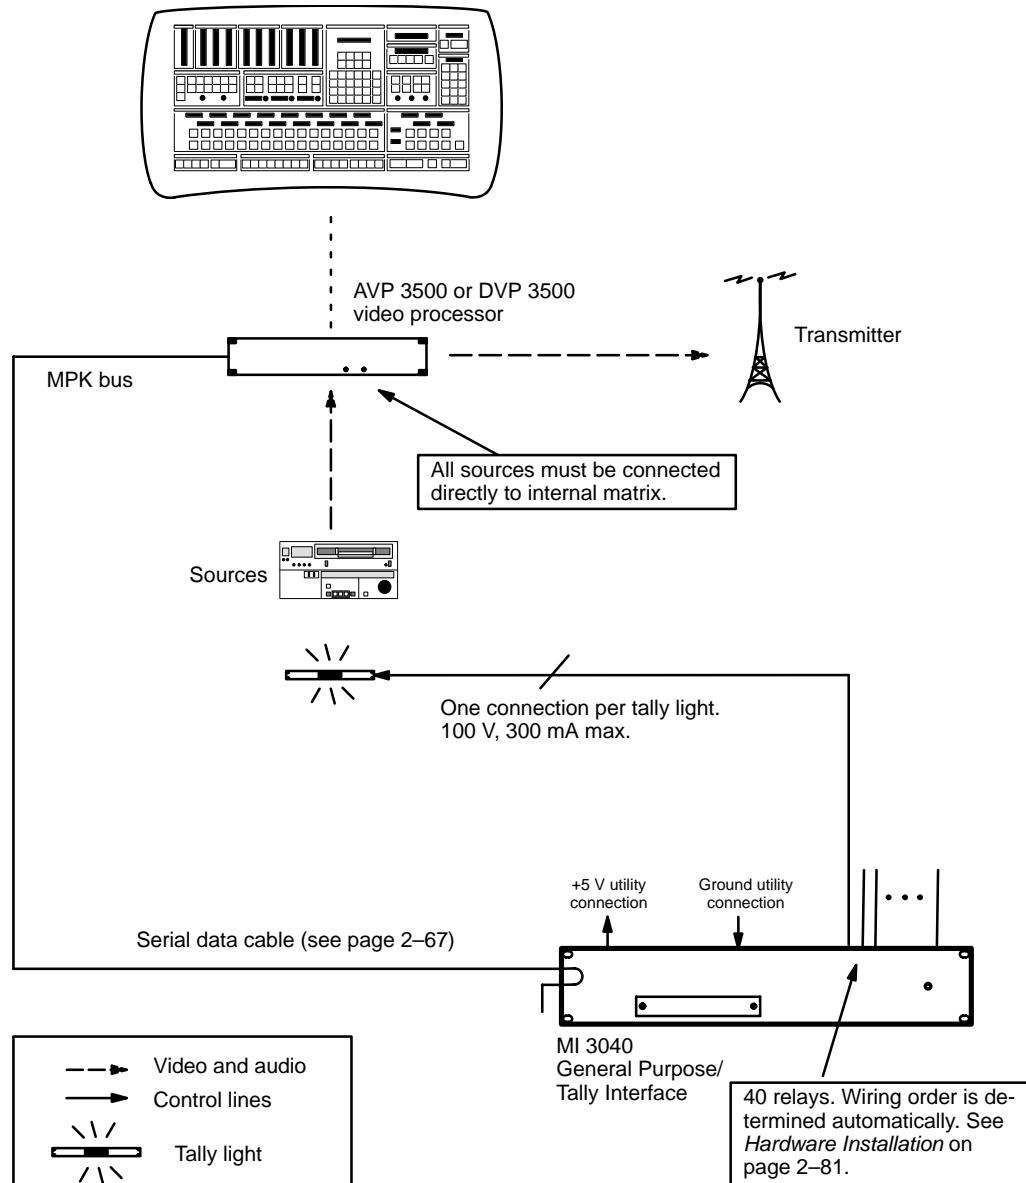 AVP 3500 or DVP 3500
video processor
Transmitter
MPK bus
All sources must be connected
directly to internal matrix.
Sources
One connection per tally light.
100 V, 300 mA max.
+5 V utility
connection
Ground utility
connection
Serial data cable (see page 2–67)
MI 3040
General Purpose/
Tally Interface
40 relays. Wiring order is de-
termined automatically. See
Hardware Installation on
page 2–81.
Video and audio
Control lines
Tally light